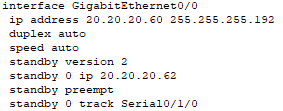 interface GigabitEthernet0/0
ip address 20.20.20.60 255.255.255.192
duplex auto
speed auto
standby version 2
standby 0 ip 20.20.20.62
standby preempt
standby 0 track Serial0/1/0